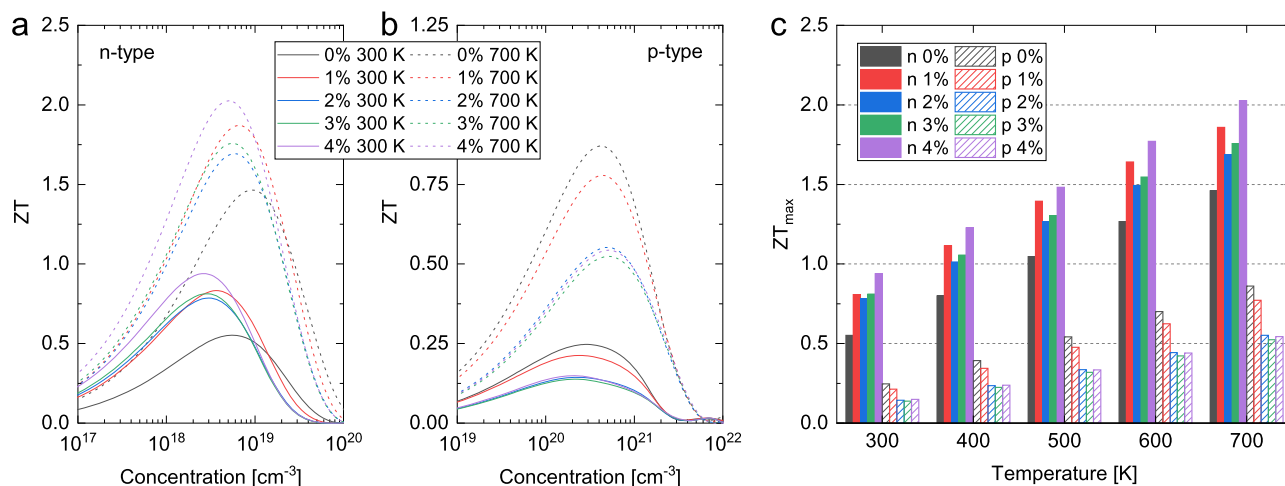 a
n-type
ZT
2.5
2.0
1.5
1.0
0.5
0.0
10^17
10^18
10^19
10^20
Concentration [cm^-3]
0% 300 K
0% 700 K
1% 300 K
1% 700 K
2% 300 K
2% 700 K
3% 300 K
3% 700 K
4% 300 K
4% 700 K
b
p-type
ZT
1.25
0.75
0.50
0.25
0.00
10^19
10^20
10^21
10^22
Concentration [cm^-3]
c
ZT_max
2.5
2.0
1.5
1.0
0.5
0.0
n 0%
p 0%
n 1%
p 1%
n 2%
p 2%
n 3%
p 3%
n 4%
p 4%
300
400
500
600
700
Temperature [K]